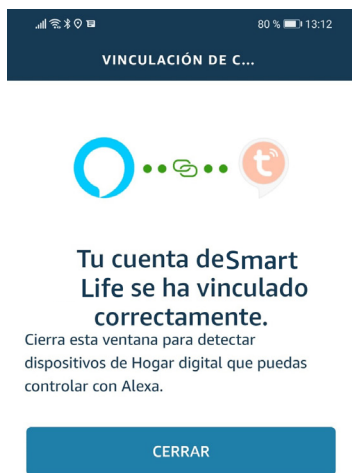 80 % 13:12
VINCULACIÓN DE C...
Tu cuenta deSmart
Life se ha vinculado
correctamente.
Cierra esta ventana para detectar
dispositivos de Hogar digital que puedas
controlar con Alexa.
CERRAR